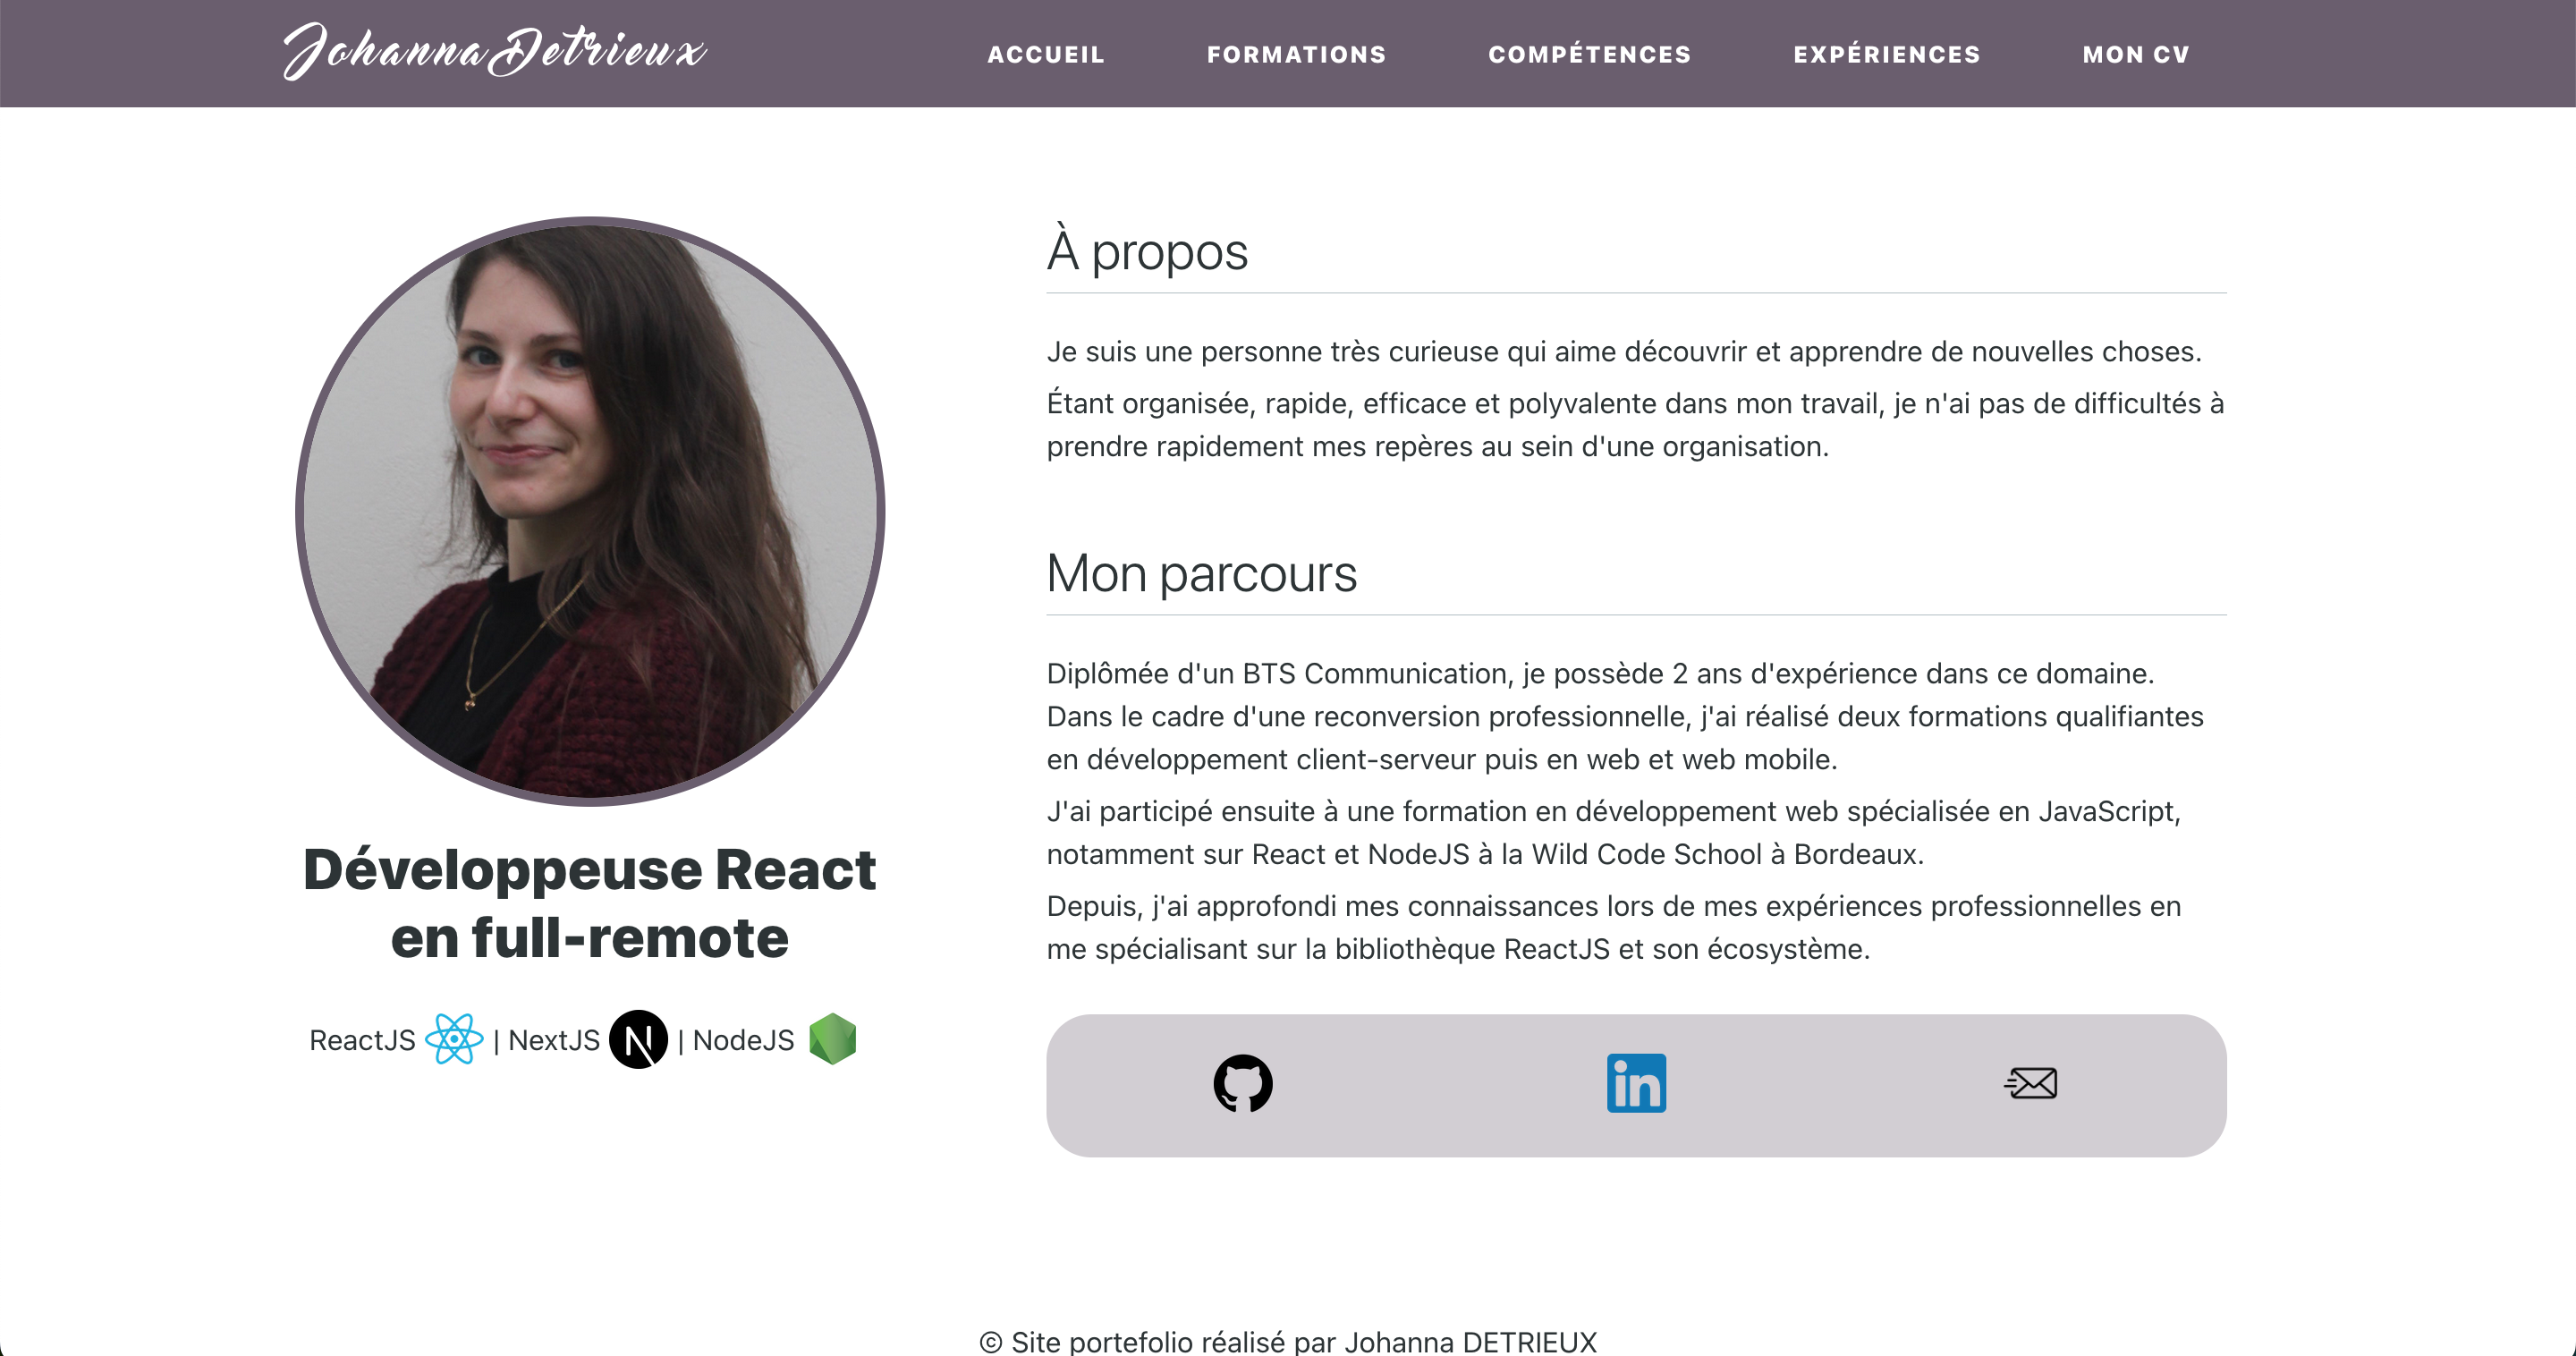 Johanna Detrieux
ACCUEIL
FORMATIONS
COMPÉTENCES
EXPÉRIENCES
MON CV
Développeuse React
en full-remote
ReactJS | NextJS N | NodeJS
À propos
Je suis une personne très curieuse qui aime découvrir et apprendre de nouvelles choses.
Étant organisée, rapide, efficace et polyvalente dans mon travail, je n'ai pas de difficultés à
prendre rapidement mes repères au sein d'une organisation.
Mon parcours
Diplômée d'un BTS Communication, je possède 2 ans d'expérience dans ce domaine.
Dans le cadre d'une reconversion professionnelle, j'ai réalisé deux formations qualifiantes
en développement client-serveur puis en web et web mobile.
J'ai participé ensuite à une formation en développement web spécialisée en JavaScript,
notamment sur React et NodeJS à la Wild Code School à Bordeaux.
Depuis, j'ai approfondi mes connaissances lors de mes expériences professionnelles en
me spécialisant sur la bibliothèque ReactJS et son écosystème.
in
© Site portefolio réalisé par Johanna DETRIEUX